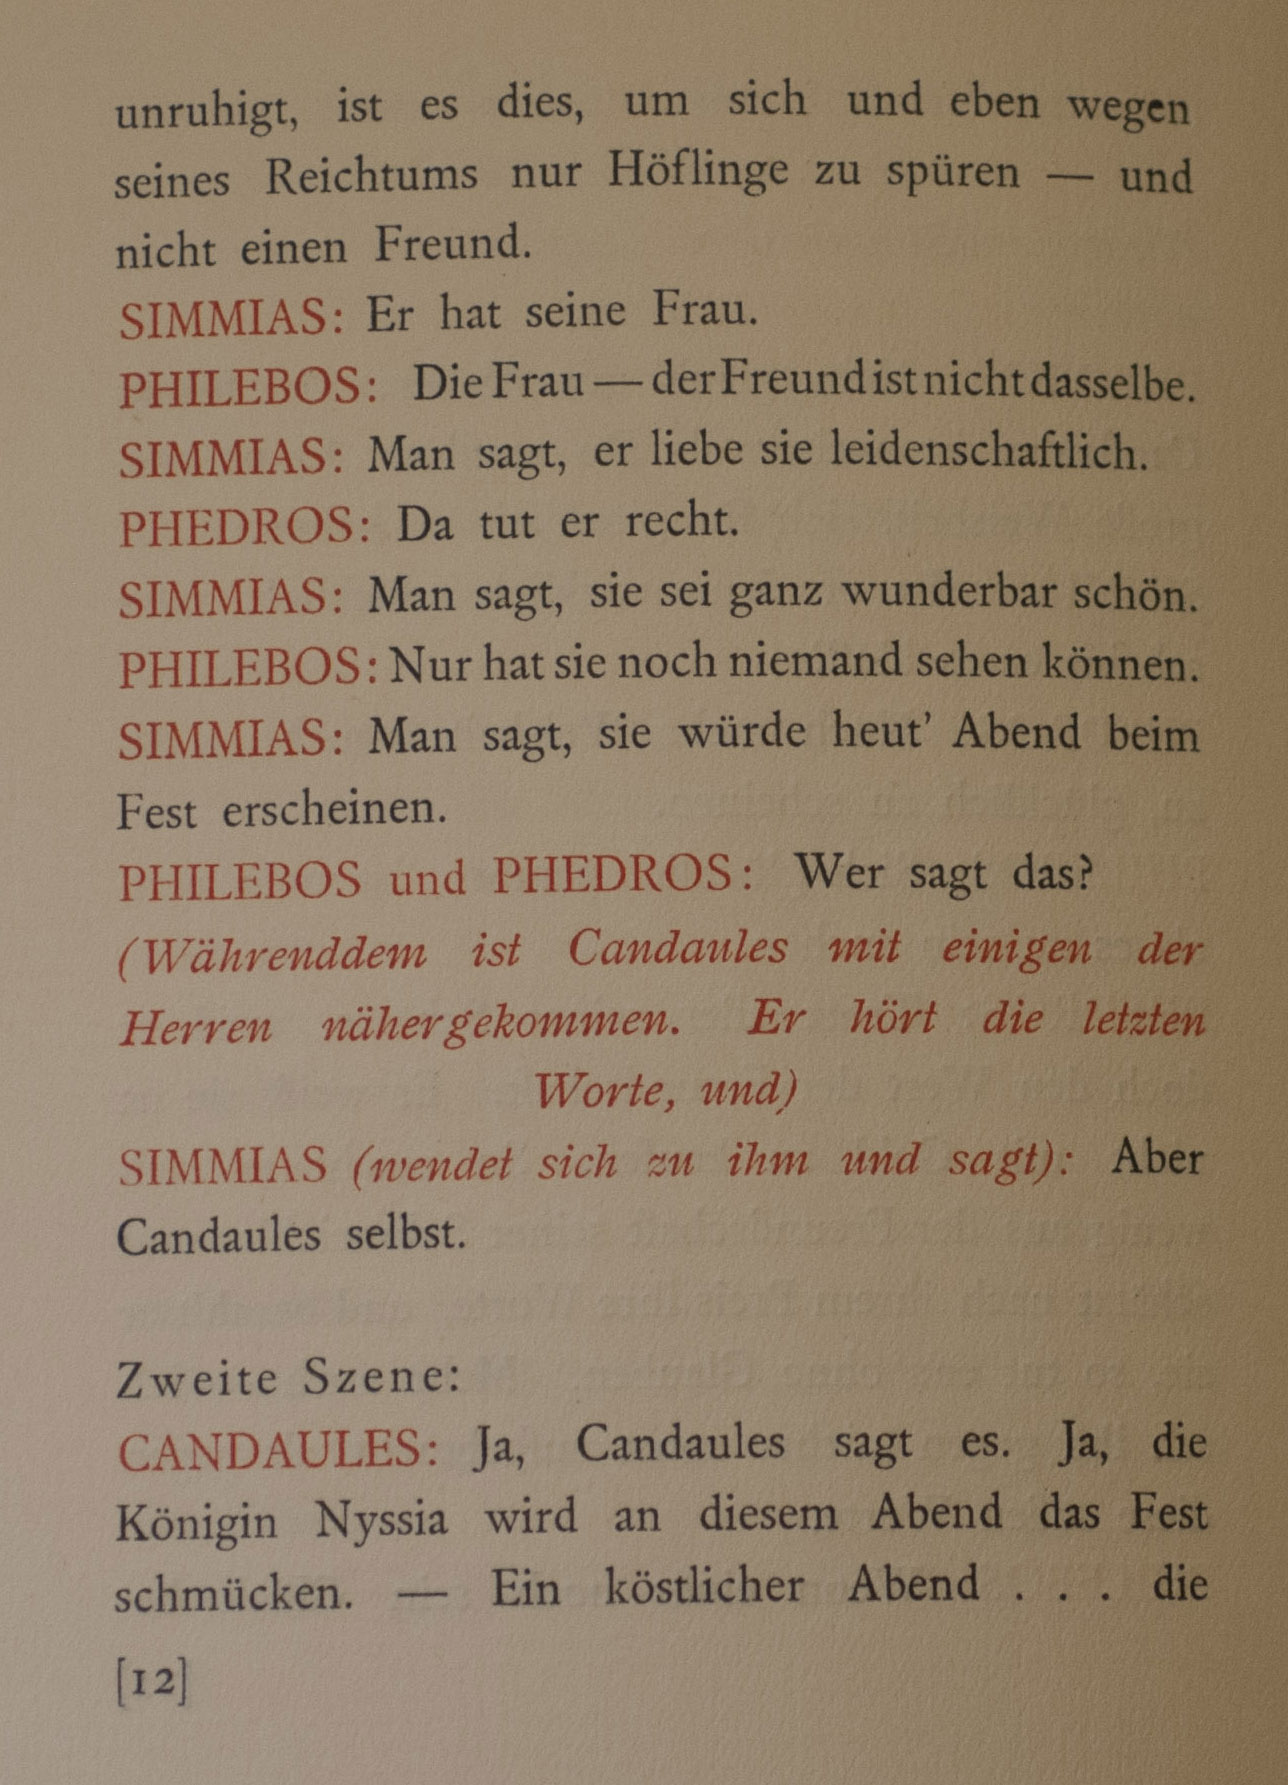 unruhigt, ist es dies, um sich und eben wegen
seines Reichtums nur Höflinge zu spüren — und
nicht einen Freund.
SIMMIAS: Er hat seine Frau.
PHILEBOS: Die Frau — der Freund ist nicht dasselbe.
SIMMIAS: Man sagt, er liebe sie leidenschaftlich.
PHEDROS: Da tut er recht.
SIMMIAS: Man sagt, sie sei ganz wunderbar schön.
PHILEBOS: Nur hat sie noch niemand sehen können.
SIMMIAS: Man sagt, sie würde heut’ Abend beim
Fest erscheinen.
PHILEBOS und PHEDROS: Wer sagt das?
(Währenddem ist Candaules mit einigen der
Herren nähergekommen. Er hört die letzten
Worte, und)
SIMMIAS (wendet sich zu ihm und sagt): Aber
Candaules selbst.
Zweite Szene:
CANDAULES: Ja, Candaules sagt es. Ja, die
Königin Nyssia wird an diesem Abend das Fest
schmücken. — Ein köstlicher Abend . . . die
[12]